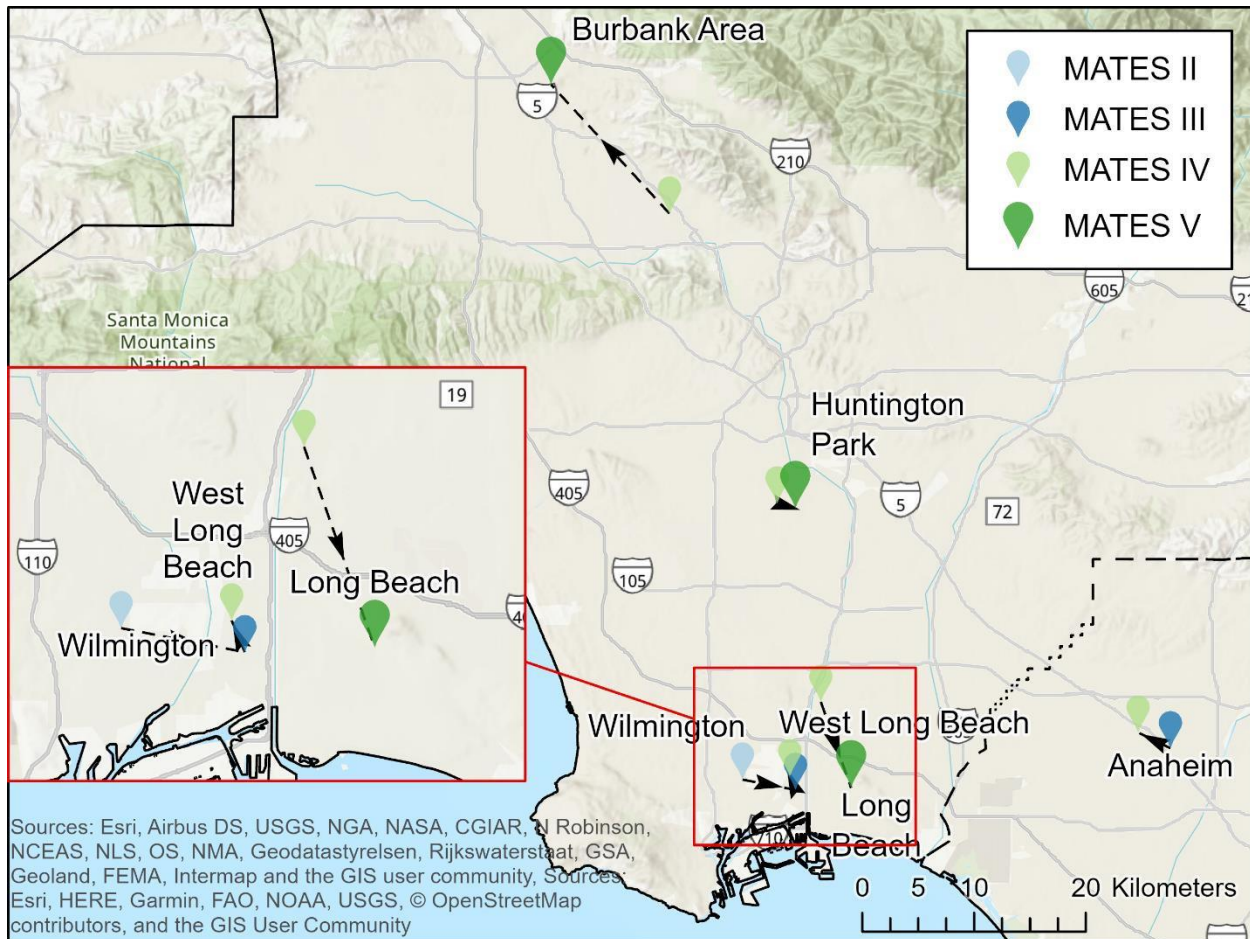 Burbank Area
MATES II
MATES III
MATES IV
MATES V
5
210
605
Santa Monica
Mountains
National
Huntington
Park
405
5
72
105
19
West
Long
Beach
405
110
Long Beach
Wilmington
Wilmington
West Long Beach
Anaheim
Long
Beach
710
Sources: Esri, Airbus DS, USGS, NGA, NASA, CGIAR, N Robinson,
NCEAS, NLS, OS, NMA, Geodatastyrelsen, Rijkswaterstaat, GSA,
Geoland, FEMA, Intermap and the GIS user community, Sources:
Esri, HERE, Garmin, FAO, NOAA, USGS, © OpenStreetMap
contributors, and the GIS User Community
0 5 10 20 Kilometers